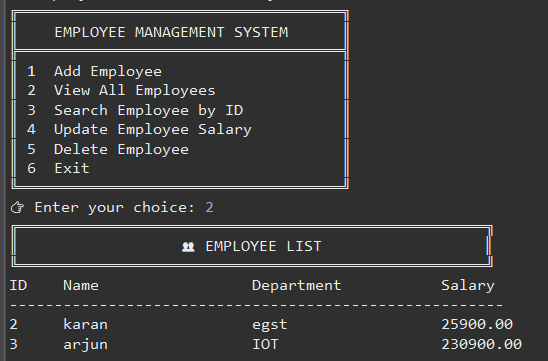 EMPLOYEE MANAGEMENT SYSTEM
1 Add Employee
2 View All Employees
3 Search Employee by ID
4 Update Employee Salary
5 Delete Employee
6 Exit
👉 Enter your choice: 2
👥 EMPLOYEE LIST
ID Name Department Salary
-------------------------------------------------------
2 karan egst 25900.00
3 arjun IOT 230900.00